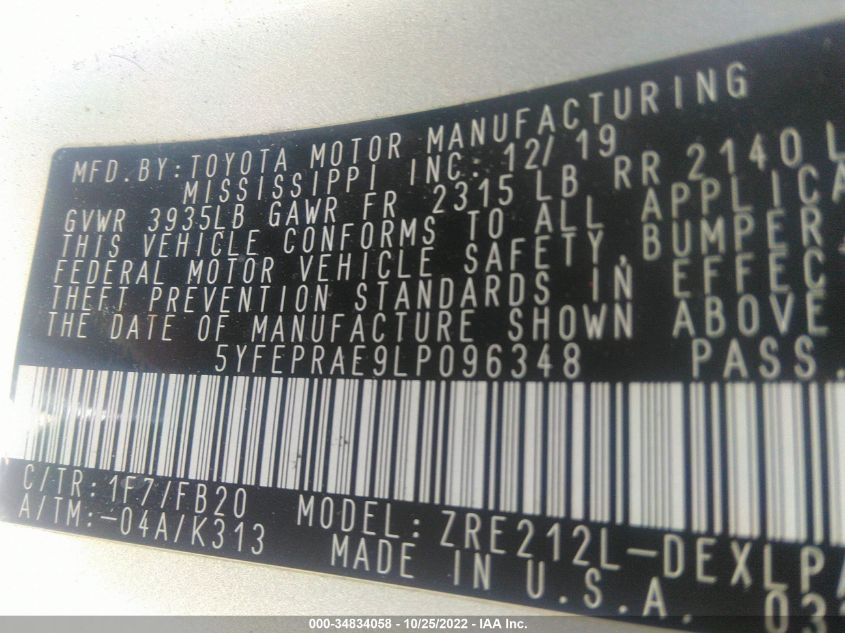 MFD.BY:TOYOTA MOTOR MANUFACTURING
MISSISSIPPI INC. 12/19
GVWR 3935LB GAWR FR 2315 LB RR 2140 L
THIS VEHICLE CONFORMS TO ALL APPLICA
FEDERAL MOTOR VEHICLE SAFETY,BUMPER,
THEFT PREVENTION STANDARDS IN EFFEC
THE DATE OF MANUFACTURE SHOWN ABOVE
5YFEPRAE9LP096348 PASS.
C/TR:1F7/FB20 MODEL:ZRE212L-DEXLPA
A/TM:-04A/K313 MADE IN U.S.A. 03
000-34834058 | 10/25/2022 - IAA Inc.